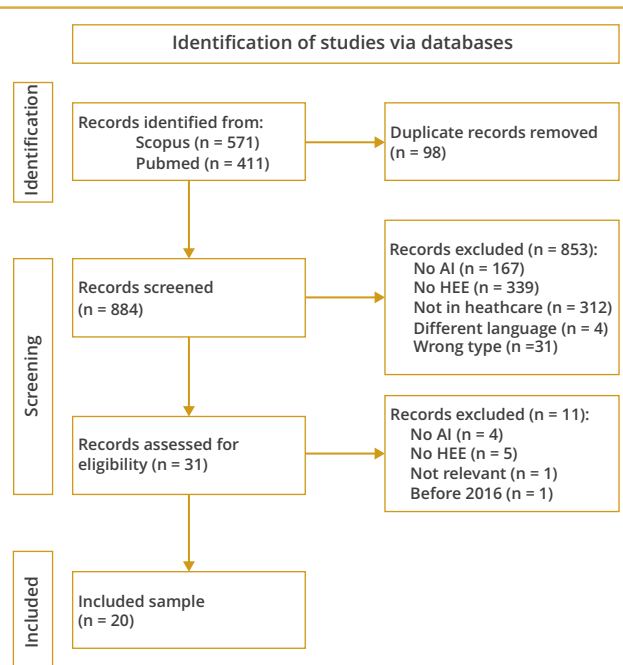 Identification of studies via databases
Identification
Records identified from:
Scopus (n = 571)
Pubmed (n = 411)
Duplicate records removed
(n = 98)
Screening
Records screened
(n = 884)
Records excluded (n = 853):
No AI (n = 167)
No HEE (n = 339)
Not in heathcare (n = 312)
Different language (n = 4)
Wrong type (n =31)
Records assessed for
eligibility (n = 31)
Records excluded (n = 11):
No AI (n = 4)
No HEE (n = 5)
Not relevant (n = 1)
Before 2016 (n = 1)
Included
Included sample
(n = 20)